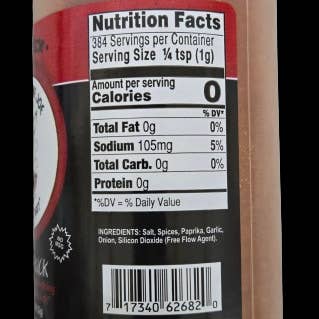 Nutrition Facts
384 Servings per Container
Serving Size ¼ tsp (1g)
Amount per serving
Calories 0
% DV*
Total Fat 0g 0%
Sodium 105mg 5%
Total Carb. 0g 0%
Protein 0g
*%DV = % Daily Value
INGREDIENTS: Salt, Spices, Paprika, Garlic,
Onion, Silicon Dioxide (Free Flow Agent).
NO
MSG
7 17340 62682 0